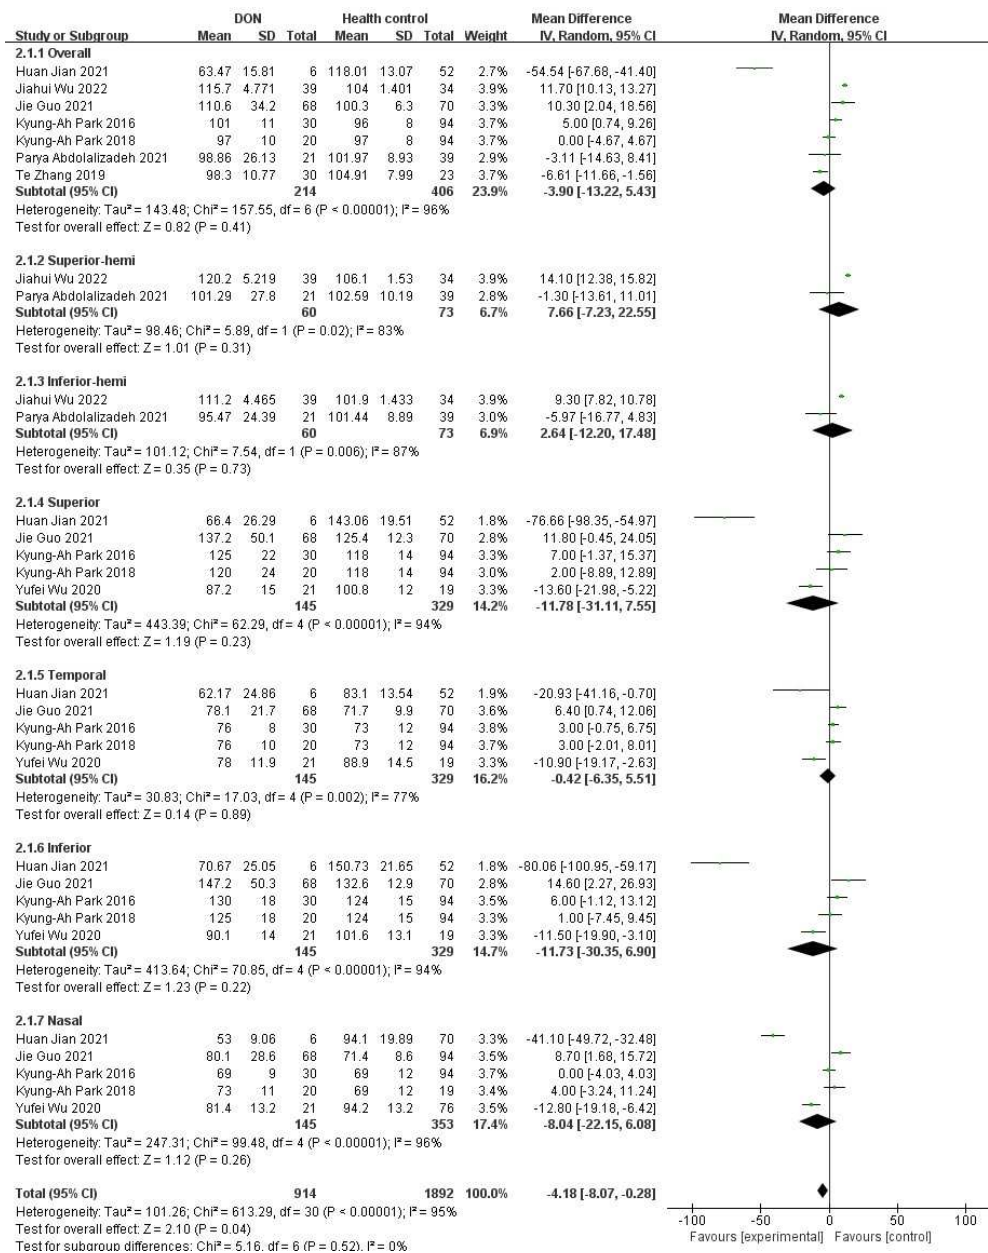 DON Health control Mean Difference Mean Difference
Study or Subgroup Mean SD Total Mean SD Total Weight IV, Random, 95% CI IV, Random, 95% CI
2.1.1 Overall
Huan Jian 2021 63.47 15.81 6 118.01 13.07 52 2.7% -54.54 [-67.68, -41.40]
Jiahui Wu 2022 115.7 4.771 39 104 1.401 34 3.9% 11.70 [10.13, 13.27]
Jie Guo 2021 110.6 34.2 68 100.3 6.3 70 3.4% 10.30 [2.04, 18.56]
Kyung-Ah Park 2016 101 11 30 96 8 94 3.7% 5.00 [0.74, 9.26]
Kyung-Ah Park 2018 97 10 20 97 8 94 3.7% 0.00 [-4.67, 4.67]
Parya Abdolalizadeh 2021 98.86 26.13 21 101.97 8.93 39 2.9% -3.11 [-14.63, 8.41]
Te Zhang 2019 98.3 10.77 30 104.91 7.99 23 3.7% -6.61 [-11.66, -1.56]
Subtotal (95% CI) 214 406 23.9% -3.90 [-13.22, 5.43]
Heterogeneity: Tau² = 143.48; Chi² = 157.55, df = 6 (P < 0.00001); I² = 96%
Test for overall effect: Z = 0.82 (P = 0.41)
2.1.2 Superior-hemi
Jiahui Wu 2022 120.2 5.219 39 106.1 1.53 34 3.9% 14.10 [12.38, 15.82]
Parya Abdolalizadeh 2021 101.29 27.8 21 102.59 10.19 39 2.8% -1.30 [-13.61, 11.01]
Subtotal (95% CI) 60 73 6.7% 7.66 [-7.23, 22.55]
Heterogeneity: Tau² = 98.46; Chi² = 5.89, df = 1 (P = 0.02); I² = 83%
Test for overall effect: Z = 1.01 (P = 0.31)
2.1.3 Inferior-hemi
Jiahui Wu 2022 111.2 4.465 39 101.9 1.433 34 3.9% 9.30 [7.82, 10.78]
Parya Abdolalizadeh 2021 95.47 24.39 21 101.44 8.89 39 3.0% -5.97 [-16.77, 4.83]
Subtotal (95% CI) 60 73 6.9% 2.64 [-12.20, 17.48]
Heterogeneity: Tau² = 101.12; Chi² = 7.54, df = 1 (P = 0.006); I² = 87%
Test for overall effect: Z = 0.35 (P = 0.73)
2.1.4 Superior
Huan Jian 2021 66.4 26.29 6 143.06 19.51 52 1.8% -76.66 [-98.35, -54.97]
Jie Guo 2021 137.2 50.1 68 125.4 12.3 70 2.8% 11.80 [-0.45, 24.05]
Kyung-Ah Park 2016 125 22 30 118 14 94 3.3% 7.00 [-1.37, 15.37]
Kyung-Ah Park 2018 120 24 20 118 14 94 3.0% 2.00 [-8.89, 12.89]
Yufei Wu 2020 87.2 15 21 100.8 12 19 3.3% -13.60 [-21.98, -5.22]
Subtotal (95% CI) 145 329 14.2% -11.78 [-31.11, 7.55]
Heterogeneity: Tau² = 443.39; Chi² = 62.29, df = 4 (P < 0.00001); I² = 94%
Test for overall effect: Z = 1.19 (P = 0.23)
2.1.5 Temporal
Huan Jian 2021 62.17 24.86 6 83.1 13.54 52 1.9% -20.93 [-41.16, -0.70]
Jie Guo 2021 78.1 21.7 68 71.7 9.9 70 3.6% 6.40 [0.74, 12.06]
Kyung-Ah Park 2016 76 8 30 73 12 94 3.8% 3.00 [-0.75, 6.75]
Kyung-Ah Park 2018 76 10 20 73 12 94 3.7% 3.00 [-2.01, 8.01]
Yufei Wu 2020 78 11.9 21 88.9 14.5 19 3.3% -10.90 [-19.17, -2.63]
Subtotal (95% CI) 145 329 16.2% -0.42 [-6.35, 5.51]
Heterogeneity: Tau² = 30.83; Chi² = 17.03, df = 4 (P = 0.002); I² = 77%
Test for overall effect: Z = 0.14 (P = 0.89)
2.1.6 Inferior
Huan Jian 2021 70.67 25.05 6 150.73 21.65 52 1.8% -80.06 [-100.95, -59.17]
Jie Guo 2021 147.2 50.3 68 132.6 12.9 70 2.8% 14.60 [2.27, 26.93]
Kyung-Ah Park 2016 130 18 30 124 15 94 3.5% 6.00 [-1.12, 13.12]
Kyung-Ah Park 2018 125 18 20 124 15 94 3.3% 1.00 [-7.45, 9.45]
Yufei Wu 2020 90.1 14 21 101.6 13.1 19 3.3% -11.50 [-19.90, -3.10]
Subtotal (95% CI) 145 329 14.7% -11.73 [-30.35, 6.90]
Heterogeneity: Tau² = 413.64; Chi² = 70.85, df = 4 (P < 0.00001); I² = 94%
Test for overall effect: Z = 1.23 (P = 0.22)
2.1.7 Nasal
Huan Jian 2021 53 9.06 6 94.1 19.89 70 3.3% -41.10 [-49.72, -32.48]
Jie Guo 2021 80.1 28.6 68 71.4 8.6 94 3.5% 8.70 [1.68, 15.72]
Kyung-Ah Park 2016 69 9 30 69 12 94 3.8% 0.00 [-4.03, 4.03]
Kyung-Ah Park 2018 73 11 20 69 12 19 3.4% 4.00 [-3.24, 11.24]
Yufei Wu 2020 81.4 13.2 21 94.2 13.2 76 3.5% -12.80 [-19.18, -6.42]
Subtotal (95% CI) 145 353 17.4% -8.04 [-22.15, 6.08]
Heterogeneity: Tau² = 247.31; Chi² = 99.48, df = 4 (P < 0.00001); I² = 96%
Test for overall effect: Z = 1.12 (P = 0.26)
Total (95% CI) 914 1892 100.0% -4.18 [-8.07, -0.28]
Heterogeneity: Tau² = 101.26; Chi² = 613.29, df = 30 (P < 0.00001); I² = 95%
Test for overall effect: Z = 2.10 (P = 0.04)
Test for subgroup differences: Chi² = 5.16, df = 6 (P = 0.52), I² = 0%
-100 -50 0 50 100
Favours [experimental] Favours [control]